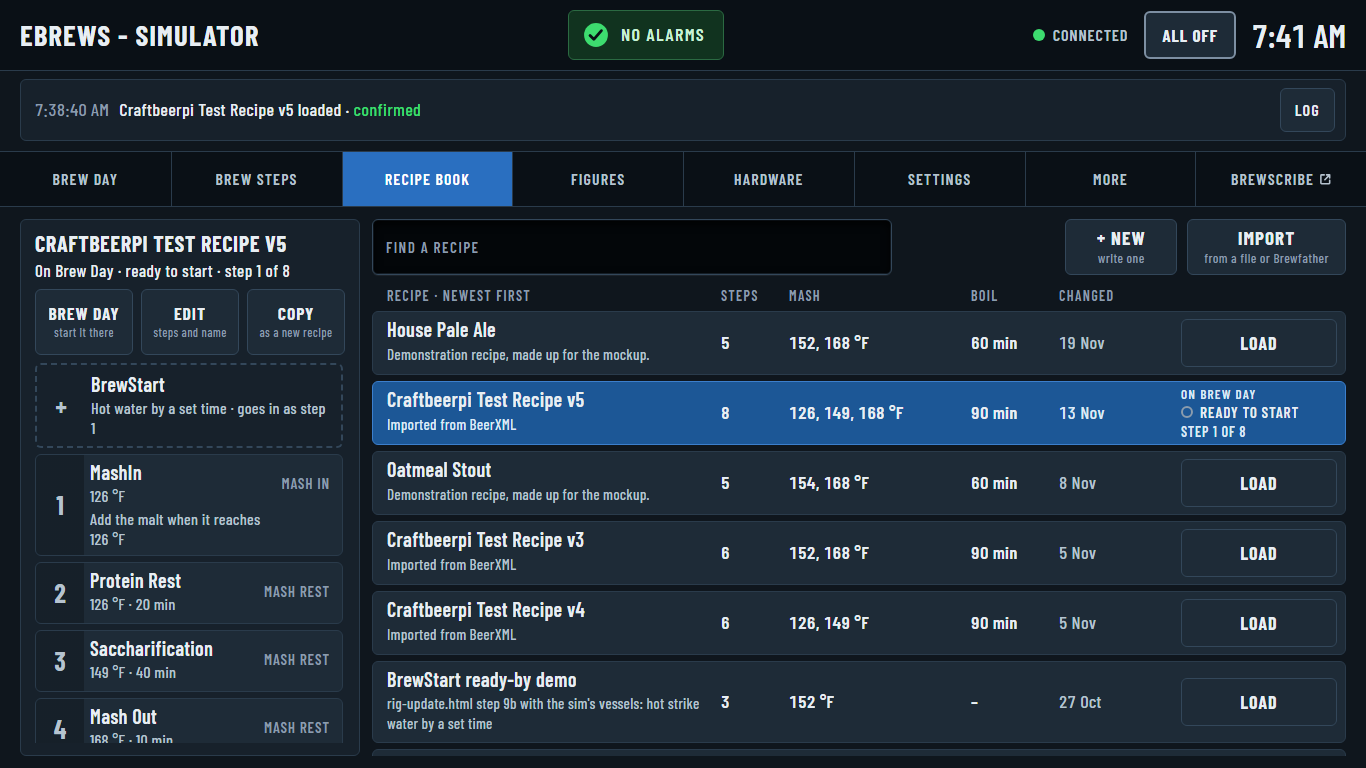 EBREWS - SIMULATOR
NO ALARMS
CONNECTED
ALL OFF
7:41 AM
7:38:40 AM Craftbeerpi Test Recipe v5 loaded · confirmed
LOG
BREW DAY
BREW STEPS
RECIPE BOOK
FIGURES
HARDWARE
SETTINGS
MORE
BREWSCRIBE
CRAFTBEERPI TEST RECIPE V5
On Brew Day · ready to start · step 1 of 8
BREW DAY
start it there
EDIT
steps and name
COPY
as a new recipe
+
BrewStart
Hot water by a set time · goes in as step
1
1
MashIn
126 °F
Add the malt when it reaches
126 °F
MASH IN
2
Protein Rest
126 °F · 20 min
MASH REST
3
Saccharification
149 °F · 40 min
MASH REST
4
Mash Out
168 °F · 10 min
MASH REST
FIND A RECIPE
+ NEW
write one
IMPORT
from a file or Brewfather
RECIPE · NEWEST FIRST STEPS MASH BOIL CHANGED
House Pale Ale
Demonstration recipe, made up for the mockup.
5 152, 168 °F 60 min 19 Nov LOAD
Craftbeerpi Test Recipe v5
Imported from BeerXML
8 126, 149, 168 °F 90 min 13 Nov
ON BREW DAY
READY TO START
STEP 1 OF 8
Oatmeal Stout
Demonstration recipe, made up for the mockup.
5 154, 168 °F 60 min 8 Nov LOAD
Craftbeerpi Test Recipe v3
Imported from BeerXML
6 152, 168 °F 90 min 5 Nov LOAD
Craftbeerpi Test Recipe v4
Imported from BeerXML
6 126, 149 °F 90 min 5 Nov LOAD
BrewStart ready-by demo
rig-update.html step 9b with the sim's vessels: hot strike
water by a set time
3 152 °F – 27 Oct LOAD